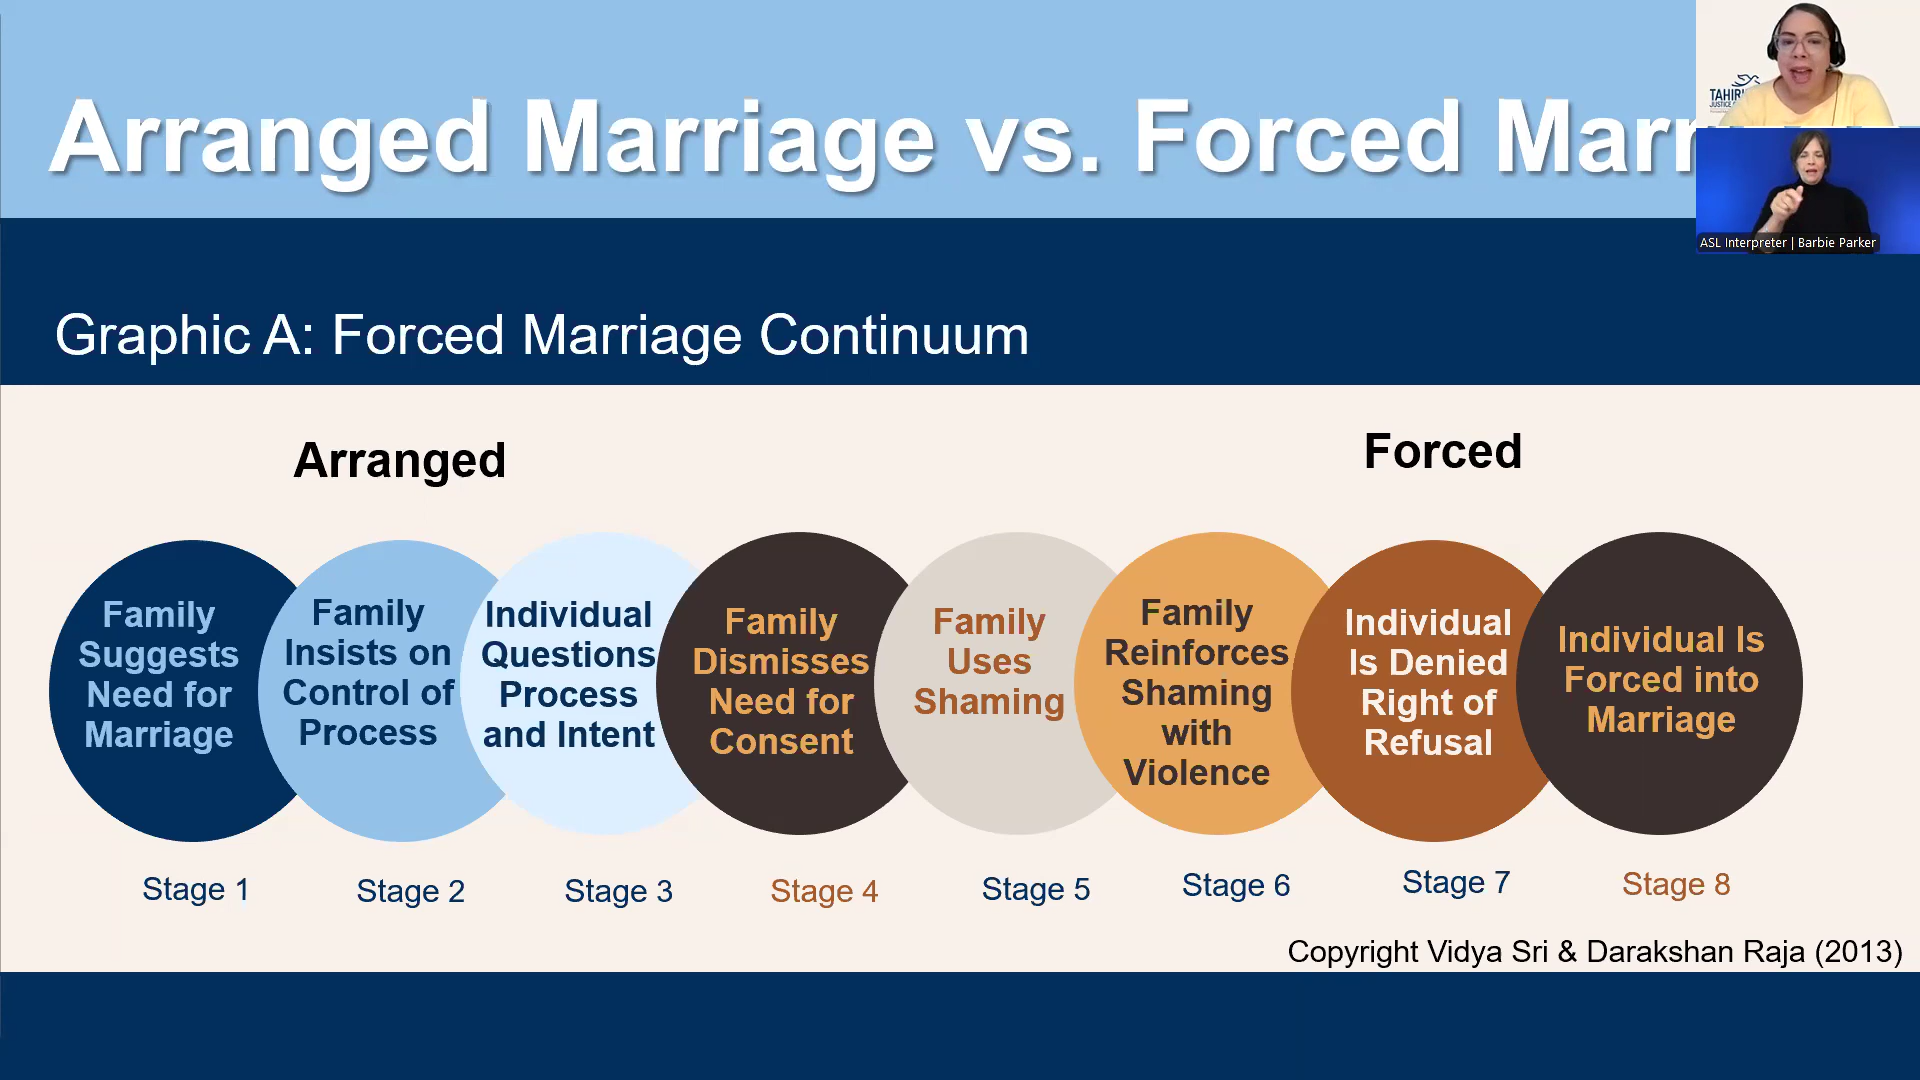 Arranged Marriage vs. Forced Marr
TAHIRI
JUSTICE
ASL Interpreter | Barbie Parker
Graphic A: Forced Marriage Continuum
Arranged
Forced
Family
Suggests
Need for
Marriage
Family
Insists on
Control of
Process
Individual
Questions
Process
and Intent
Family
Dismisses
Need for
Consent
Family
Uses
Shaming
Family
Reinforces
Shaming
with
Violence
Individual
Is Denied
Right of
Refusal
Individual Is
Forced into
Marriage
Stage 1
Stage 2
Stage 3
Stage 4
Stage 5
Stage 6
Stage 7
Stage 8
Copyright Vidya Sri & Darakshan Raja (2013)